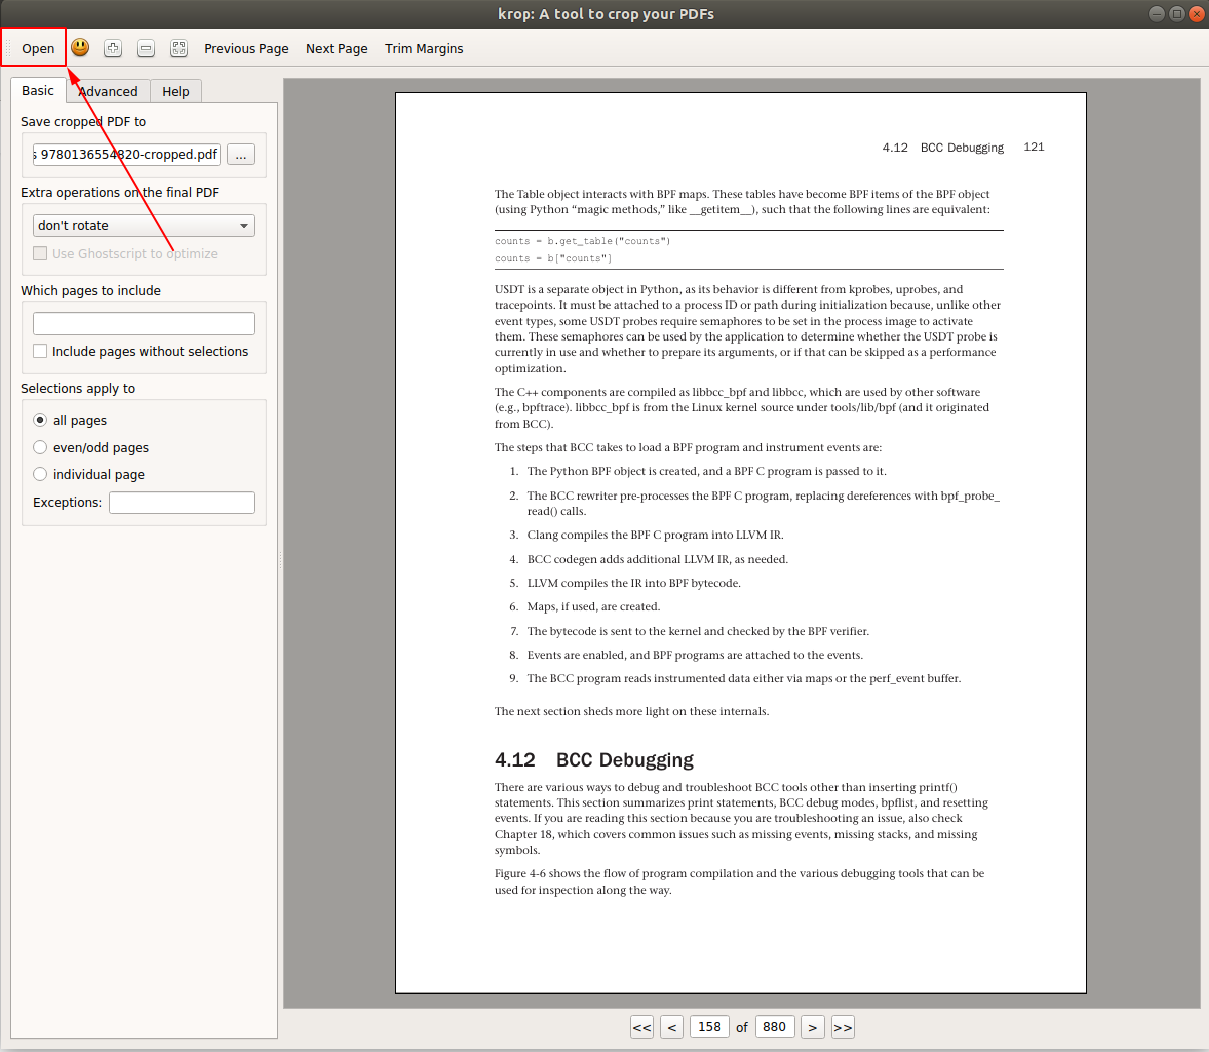 krop: A tool to crop your PDFs
Open
Previous Page
Next Page
Trim Margins
Basic
Advanced
Help
Save cropped PDF to
9780136554820-cropped.pdf
...
Extra operations on the final PDF
don't rotate
Use Ghostscript to optimize
Which pages to include
Include pages without selections
Selections apply to
all pages
even/odd pages
individual page
Exceptions:
4.12 BCC Debugging 121
The Table object interacts with BPF maps. These tables have become BPF items of the BPF object
(using Python “magic methods,” like __getitem__), such that the following lines are equivalent:
counts = b.get_table("counts")
counts = b["counts"]
USDT is a separate object in Python, as its behavior is different from kprobes, uprobes, and
tracepoints. It must be attached to a process ID or path during initialization because, unlike other
event types, some USDT probes require semaphores to be set in the process image to activate
them. These semaphores can be used by the application to determine whether the USDT probe is
currently in use and whether to prepare its arguments, or if that can be skipped as a performance
optimization.
The C++ components are compiled as libbcc_bpf and libbcc, which are used by other software
(e.g., bpftrace). libbcc_bpf is from the Linux kernel source under tools/lib/bpf (and it originated
from BCC).
The steps that BCC takes to load a BPF program and instrument events are:
1. The Python BPF object is created, and a BPF C program is passed to it.
2. The BCC rewriter pre-processes the BPF C program, replacing dereferences with bpf_probe_
read() calls.
3. Clang compiles the BPF C program into LLVM IR.
4. BCC codegen adds additional LLVM IR, as needed.
5. LLVM compiles the IR into BPF bytecode.
6. Maps, if used, are created.
7. The bytecode is sent to the kernel and checked by the BPF verifier.
8. Events are enabled, and BPF programs are attached to the events.
9. The BCC program reads instrumented data either via maps or the perf_event buffer.
The next section sheds more light on these internals.
4.12 BCC Debugging
There are various ways to debug and troubleshoot BCC tools other than inserting printf()
statements. This section summarizes print statements, BCC debug modes, bpflist, and resetting
events. If you are reading this section because you are troubleshooting an issue, also check
Chapter 18, which covers common issues such as missing events, missing stacks, and missing
symbols.
Figure 4-6 shows the flow of program compilation and the various debugging tools that can be
used for inspection along the way.
<< < 158 of 880 > >>